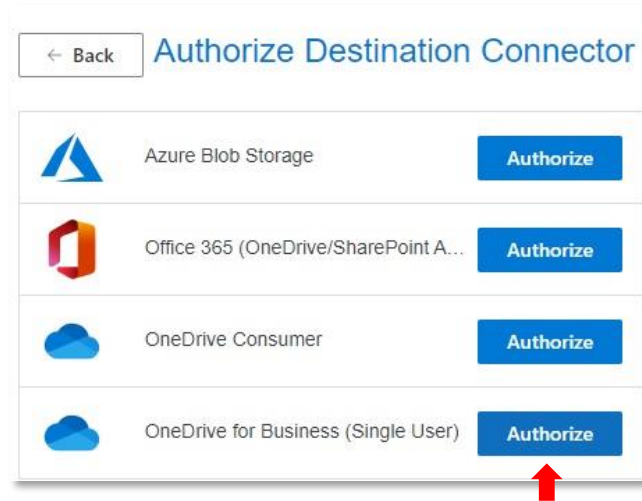 ← Back
Authorize Destination Connector
Azure Blob Storage
Authorize
Office 365 (OneDrive/SharePoint A...
Authorize
OneDrive Consumer
Authorize
OneDrive for Business (Single User)
Authorize